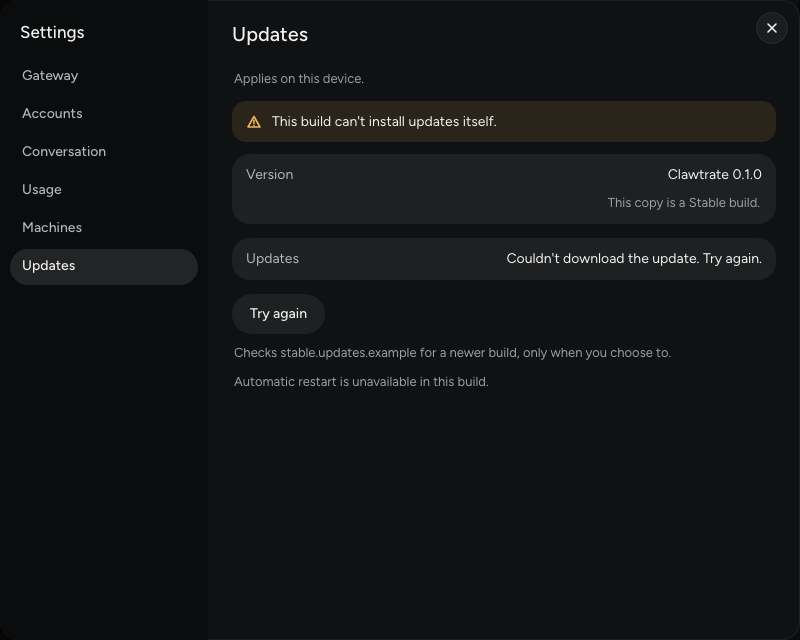 Settings
Gateway
Accounts
Conversation
Usage
Machines
Updates
Updates
Applies on this device.
This build can't install updates itself.
Version
Clawtrate 0.1.0
This copy is a Stable build.
Updates
Couldn't download the update. Try again.
Try again
Checks stable.updates.example for a newer build, only when you choose to.
Automatic restart is unavailable in this build.